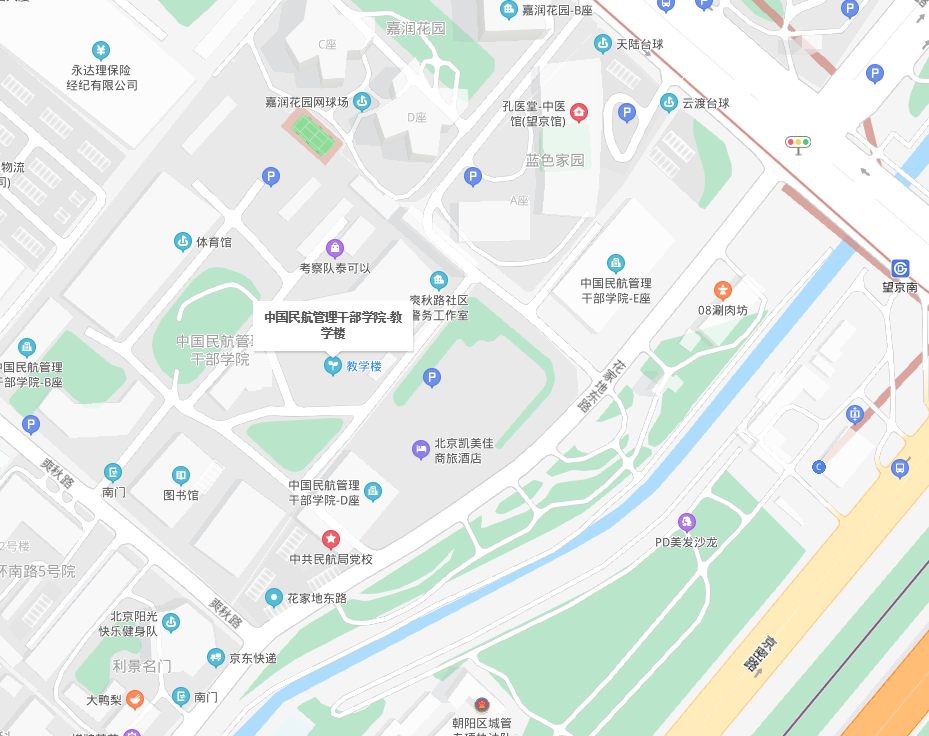 嘉润花园-B座
嘉润花园
C座
天陆台球
永达理保险
经纪有限公司
嘉润花园网球场
D座
孔医堂-中医
馆(望京馆)
云渡台球
蓝色家园
物流
司)
A座
体育馆
考察队泰可以
中国民航管理
干部学院-E座
望京南
08涮肉坊
爽秋路社区
警务工作室
中国民航管理干部学院-教
学楼
中国民航管
干部学院
教学楼
中国民航管理
干部学院-B座
花家地东路
北京凯美佳
商旅酒店
爽秋路
南门
图书馆
中国民航管理
干部学院-D座
PD美发沙龙
2号楼
中共民航局党校
环南路5号院
花家地东路
爽秋路
北京阳光
快乐健身队
京东快递
利景名门
京密路
大鸭梨
南门
朝阳区城管